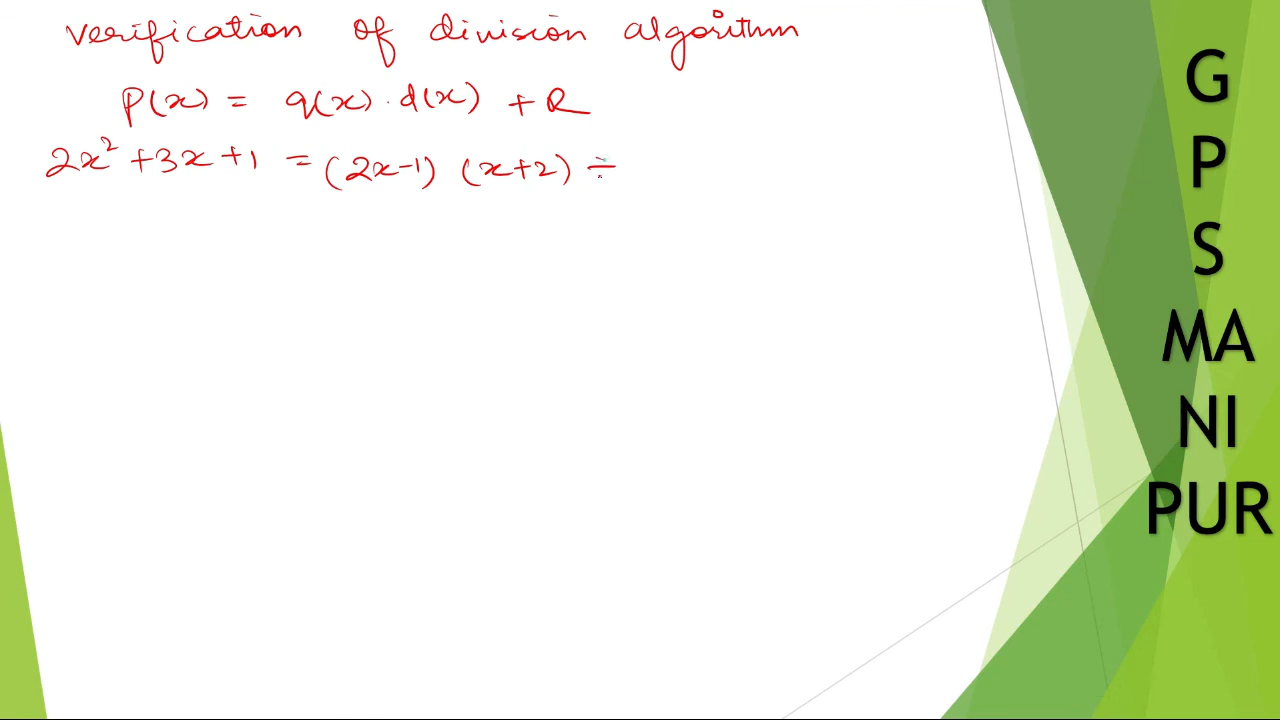 verification of division algorithm
P(x) = q(x) . d(x) + R
2x² + 3x + 1 = (2x-1) (x+2) ÷
G
P
S
MA
NI
PUR